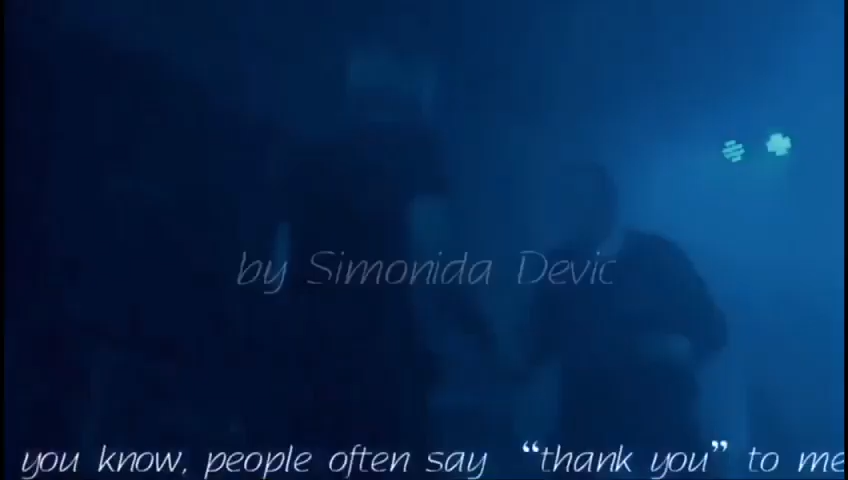 by Simonida Devic
you know, people often say “thank you” to me